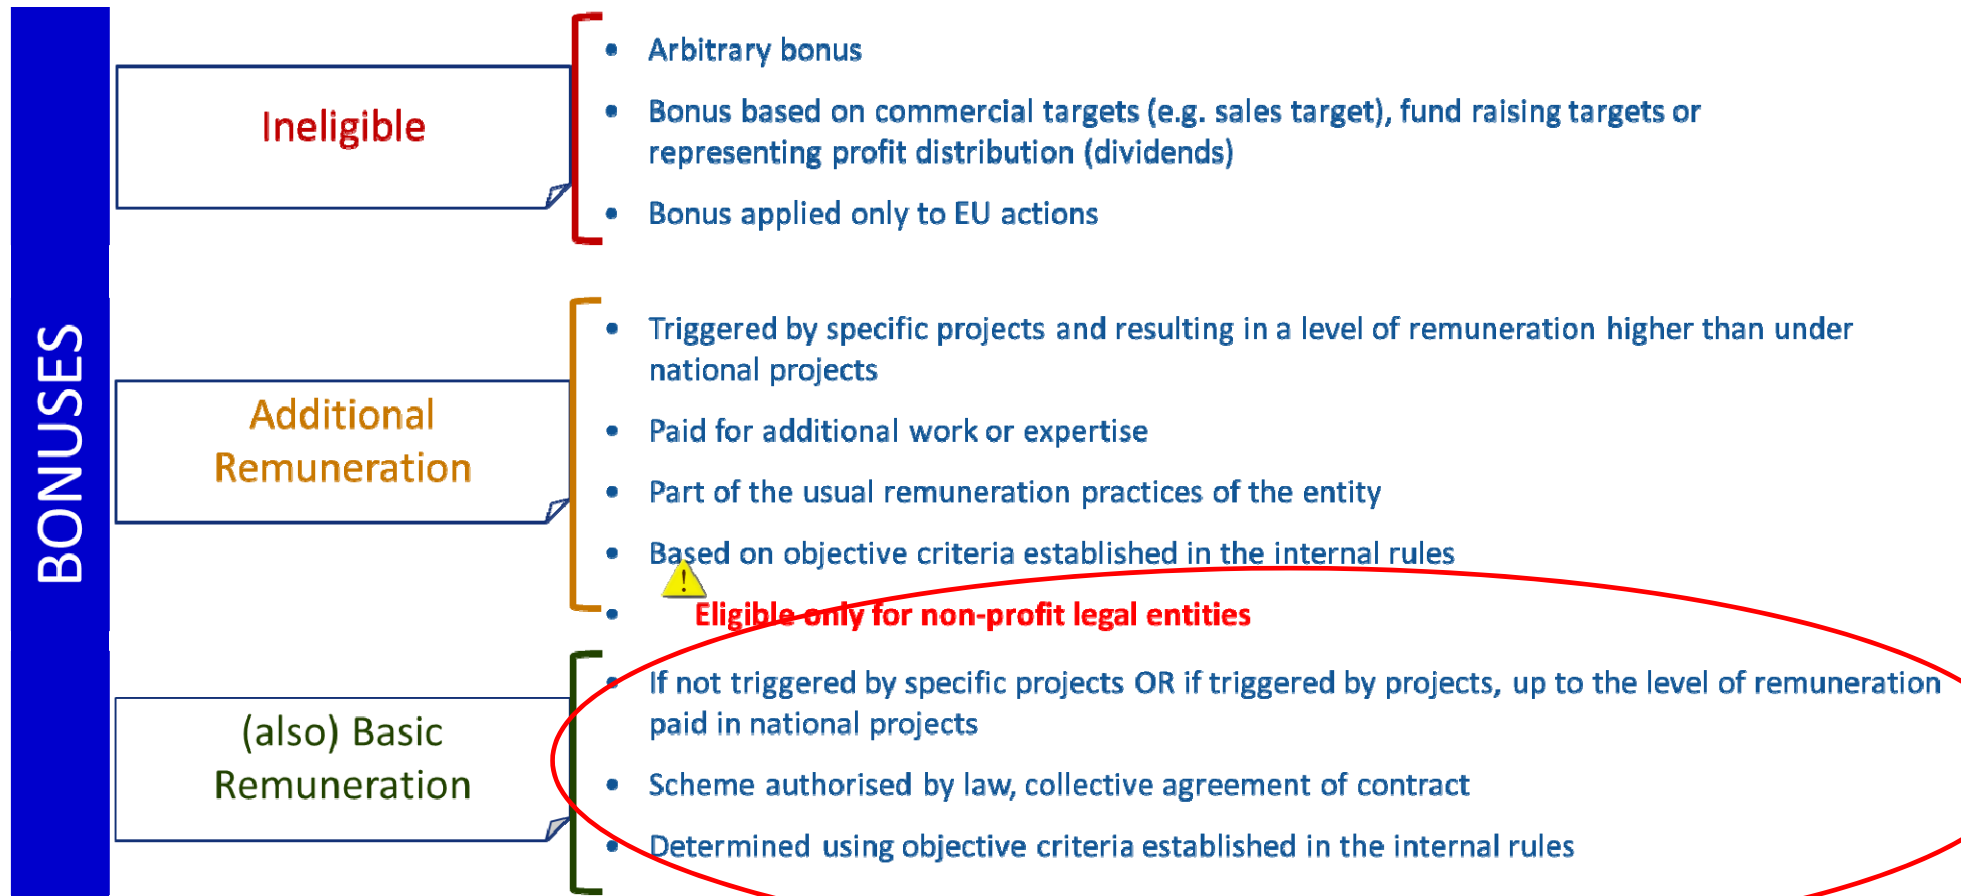 BONUSES
Ineligible
• Arbitrary bonus
• Bonus based on commercial targets (e.g. sales target), fund raising targets or
representing profit distribution (dividends)
• Bonus applied only to EU actions
Additional
Remuneration
• Triggered by specific projects and resulting in a level of remuneration higher than under
national projects
• Paid for additional work or expertise
• Part of the usual remuneration practices of the entity
• Based on objective criteria established in the internal rules
• Eligible only for non-profit legal entities
(also) Basic
Remuneration
• If not triggered by specific projects OR if triggered by projects, up to the level of remuneration
paid in national projects
• Scheme authorised by law, collective agreement of contract
• Determined using objective criteria established in the internal rules